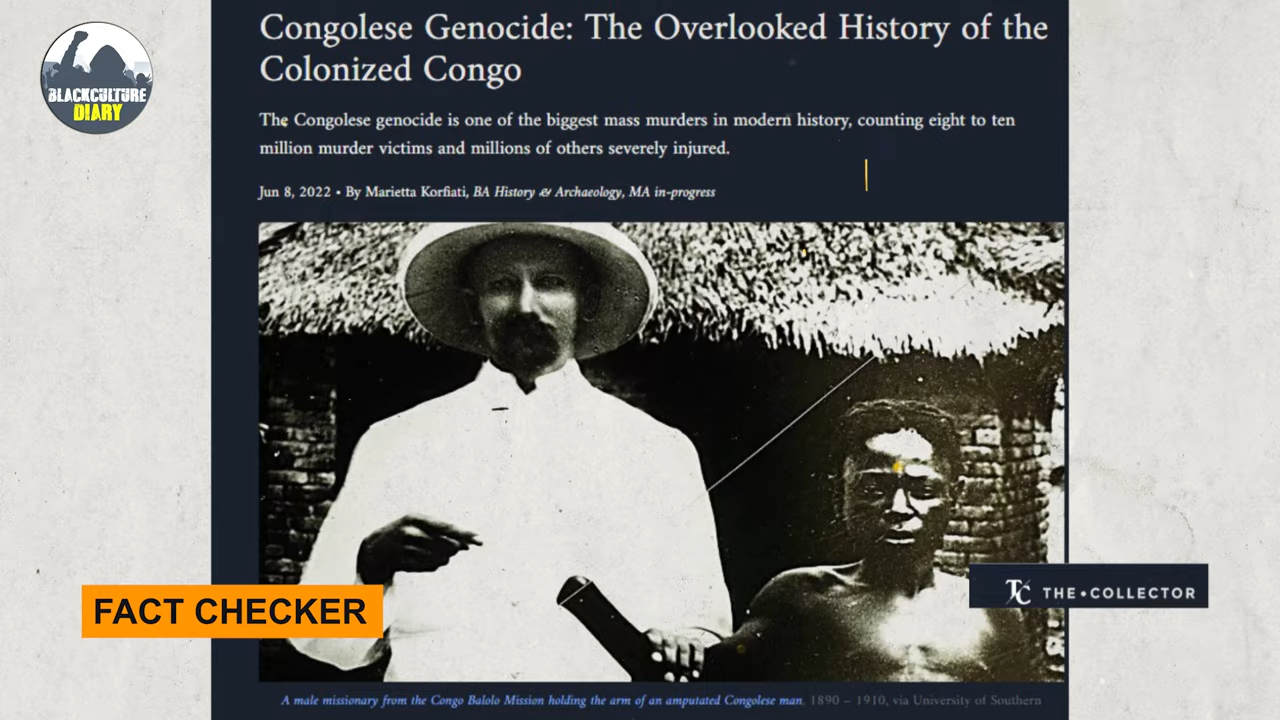 Congolese Genocide: The Overlooked History of the
Colonized Congo
The Congolese genocide is one of the biggest mass murders in modern history, counting eight to ten
million murder victims and millions of others severely injured.
Jun 8, 2022 • By Marietta Korfiati, BA History & Archaeology, MA in-progress
BLACKCULTURE
DIARY
FACT CHECKER
TC THE•COLLECTOR
A male missionary from the Congo Balolo Mission holding the arm of an amputated Congolese man. 1890 – 1910, via University of Southern